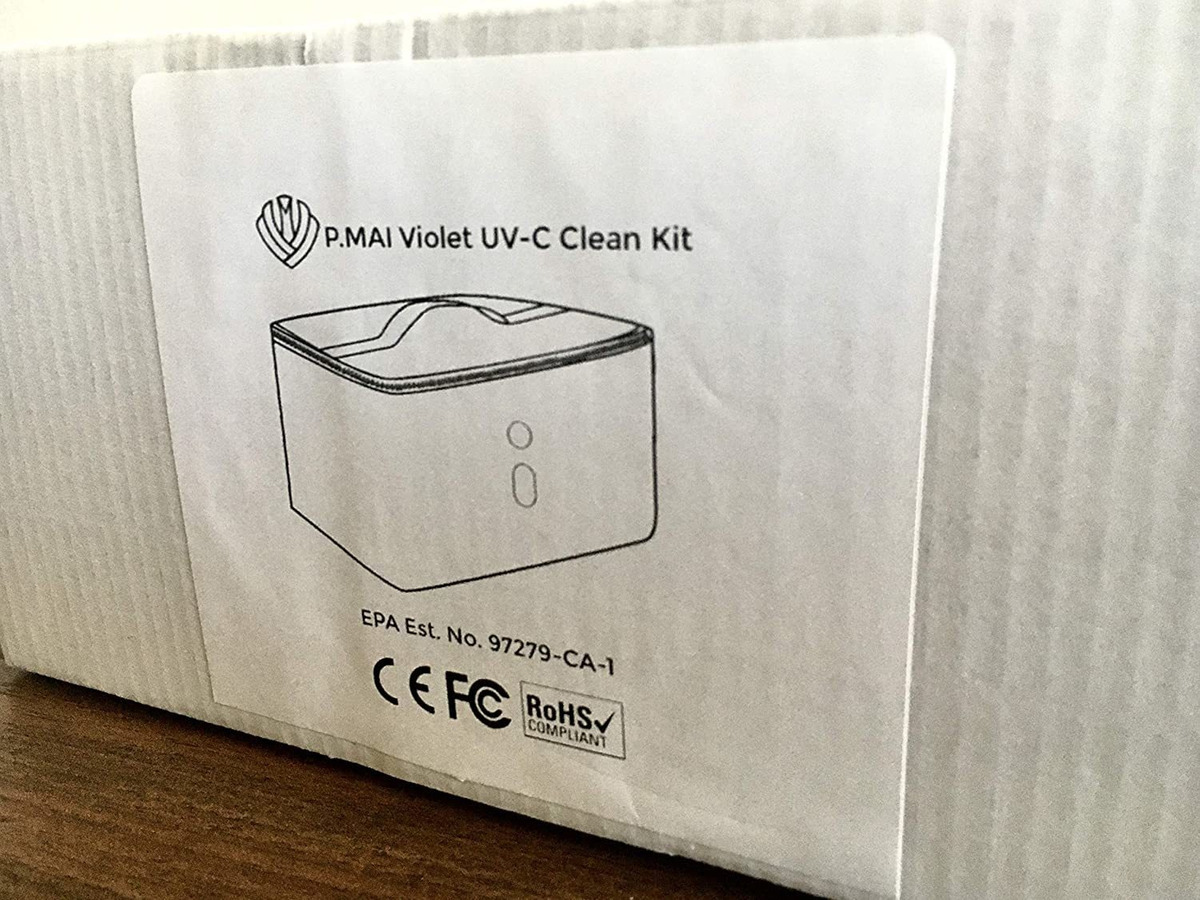 P.MAI Violet UV-C Clean Kit
EPA Est. No. 97279-CA-1
CE FC RoHS✓
COMPLIANT